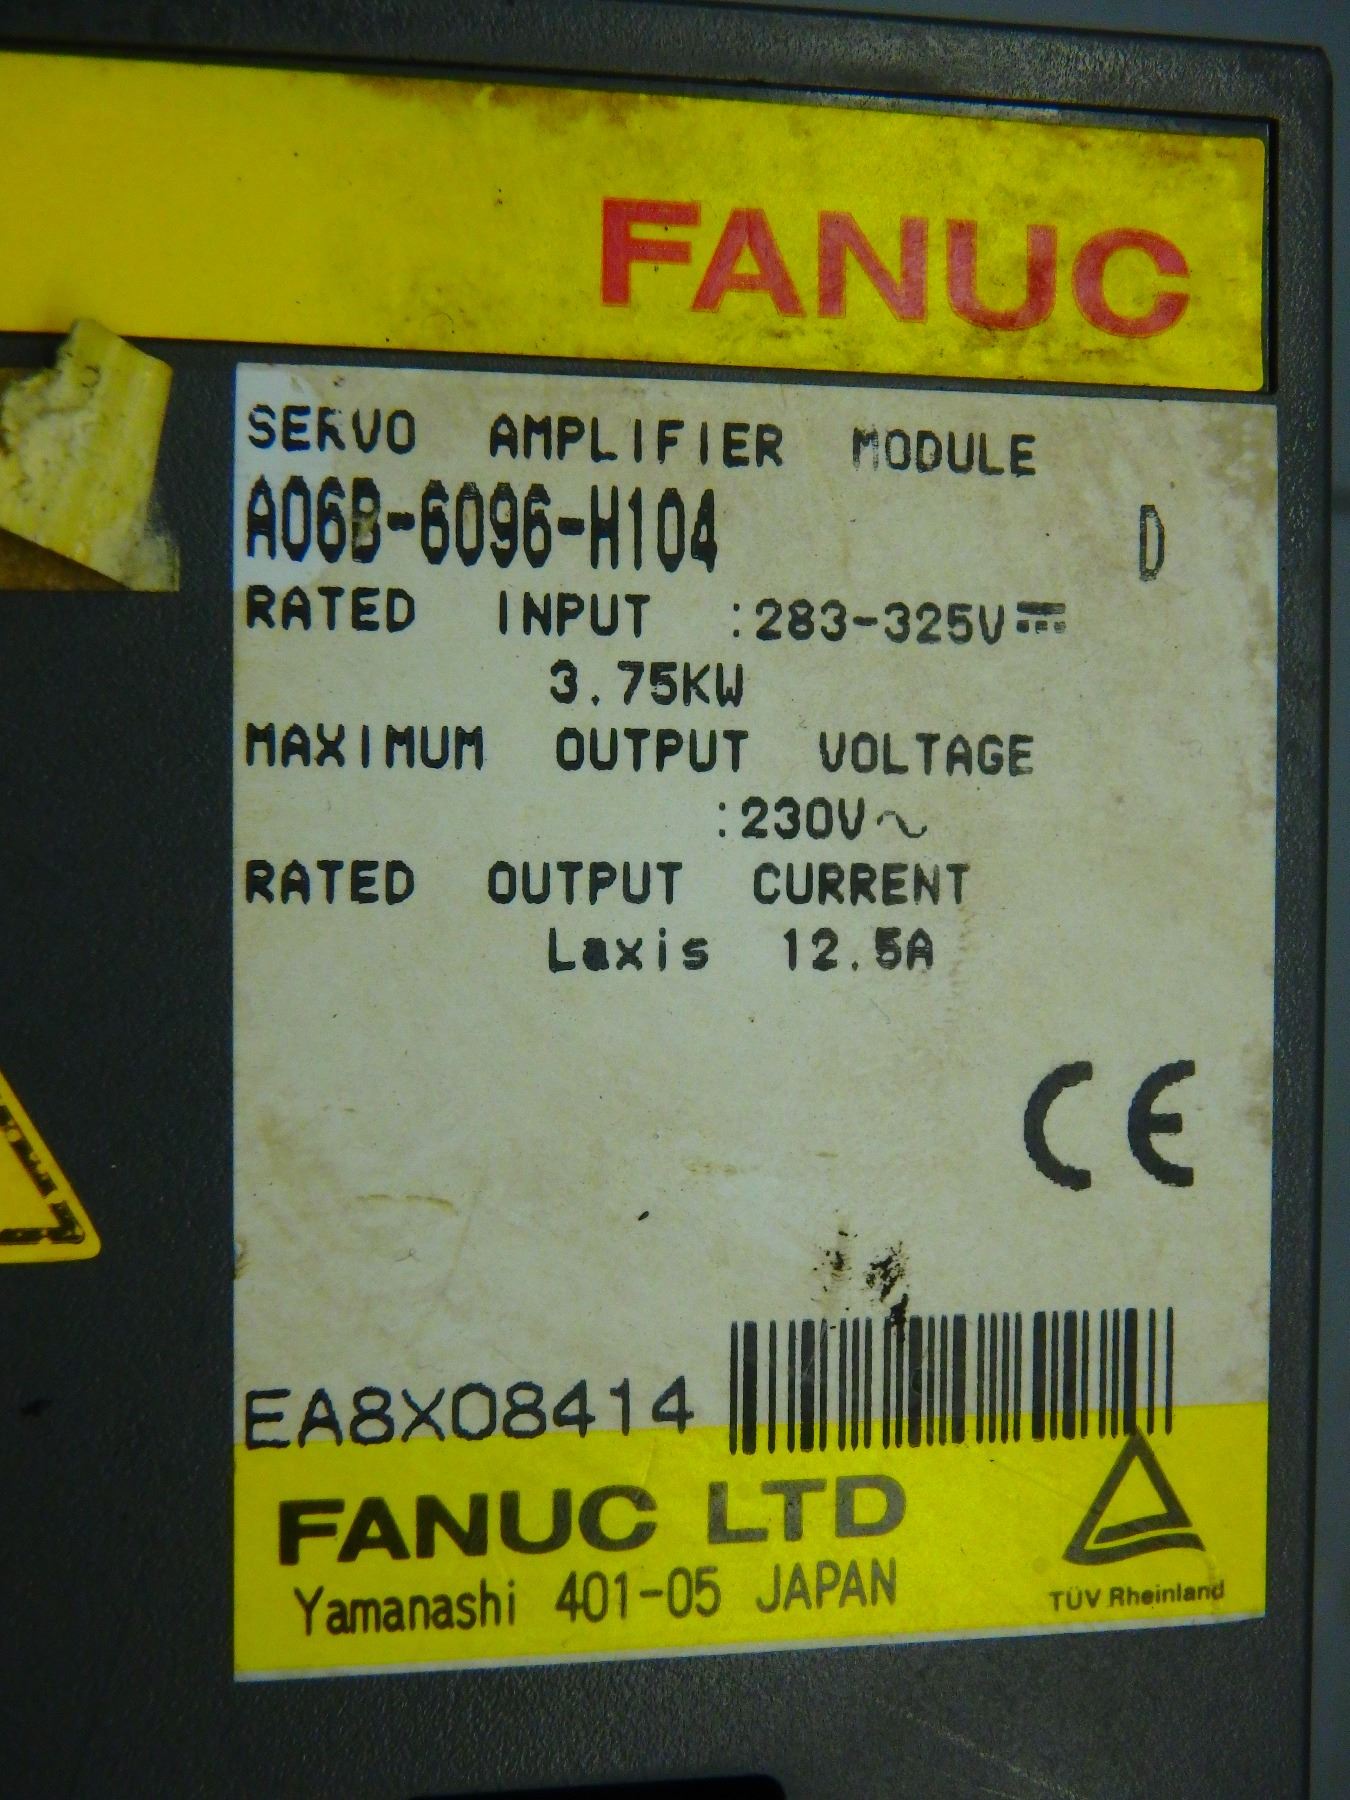 FANUC
SERVO AMPLIFIER MODULE
A06B-6096-H104 D
RATED INPUT :283-325V⎓
3.75KW
MAXIMUM OUTPUT VOLTAGE
:230V～
RATED OUTPUT CURRENT
Laxis 12.5A
CE
EA8X08414
FANUC LTD
Yamanashi 401-05 JAPAN
TÜV Rheinland